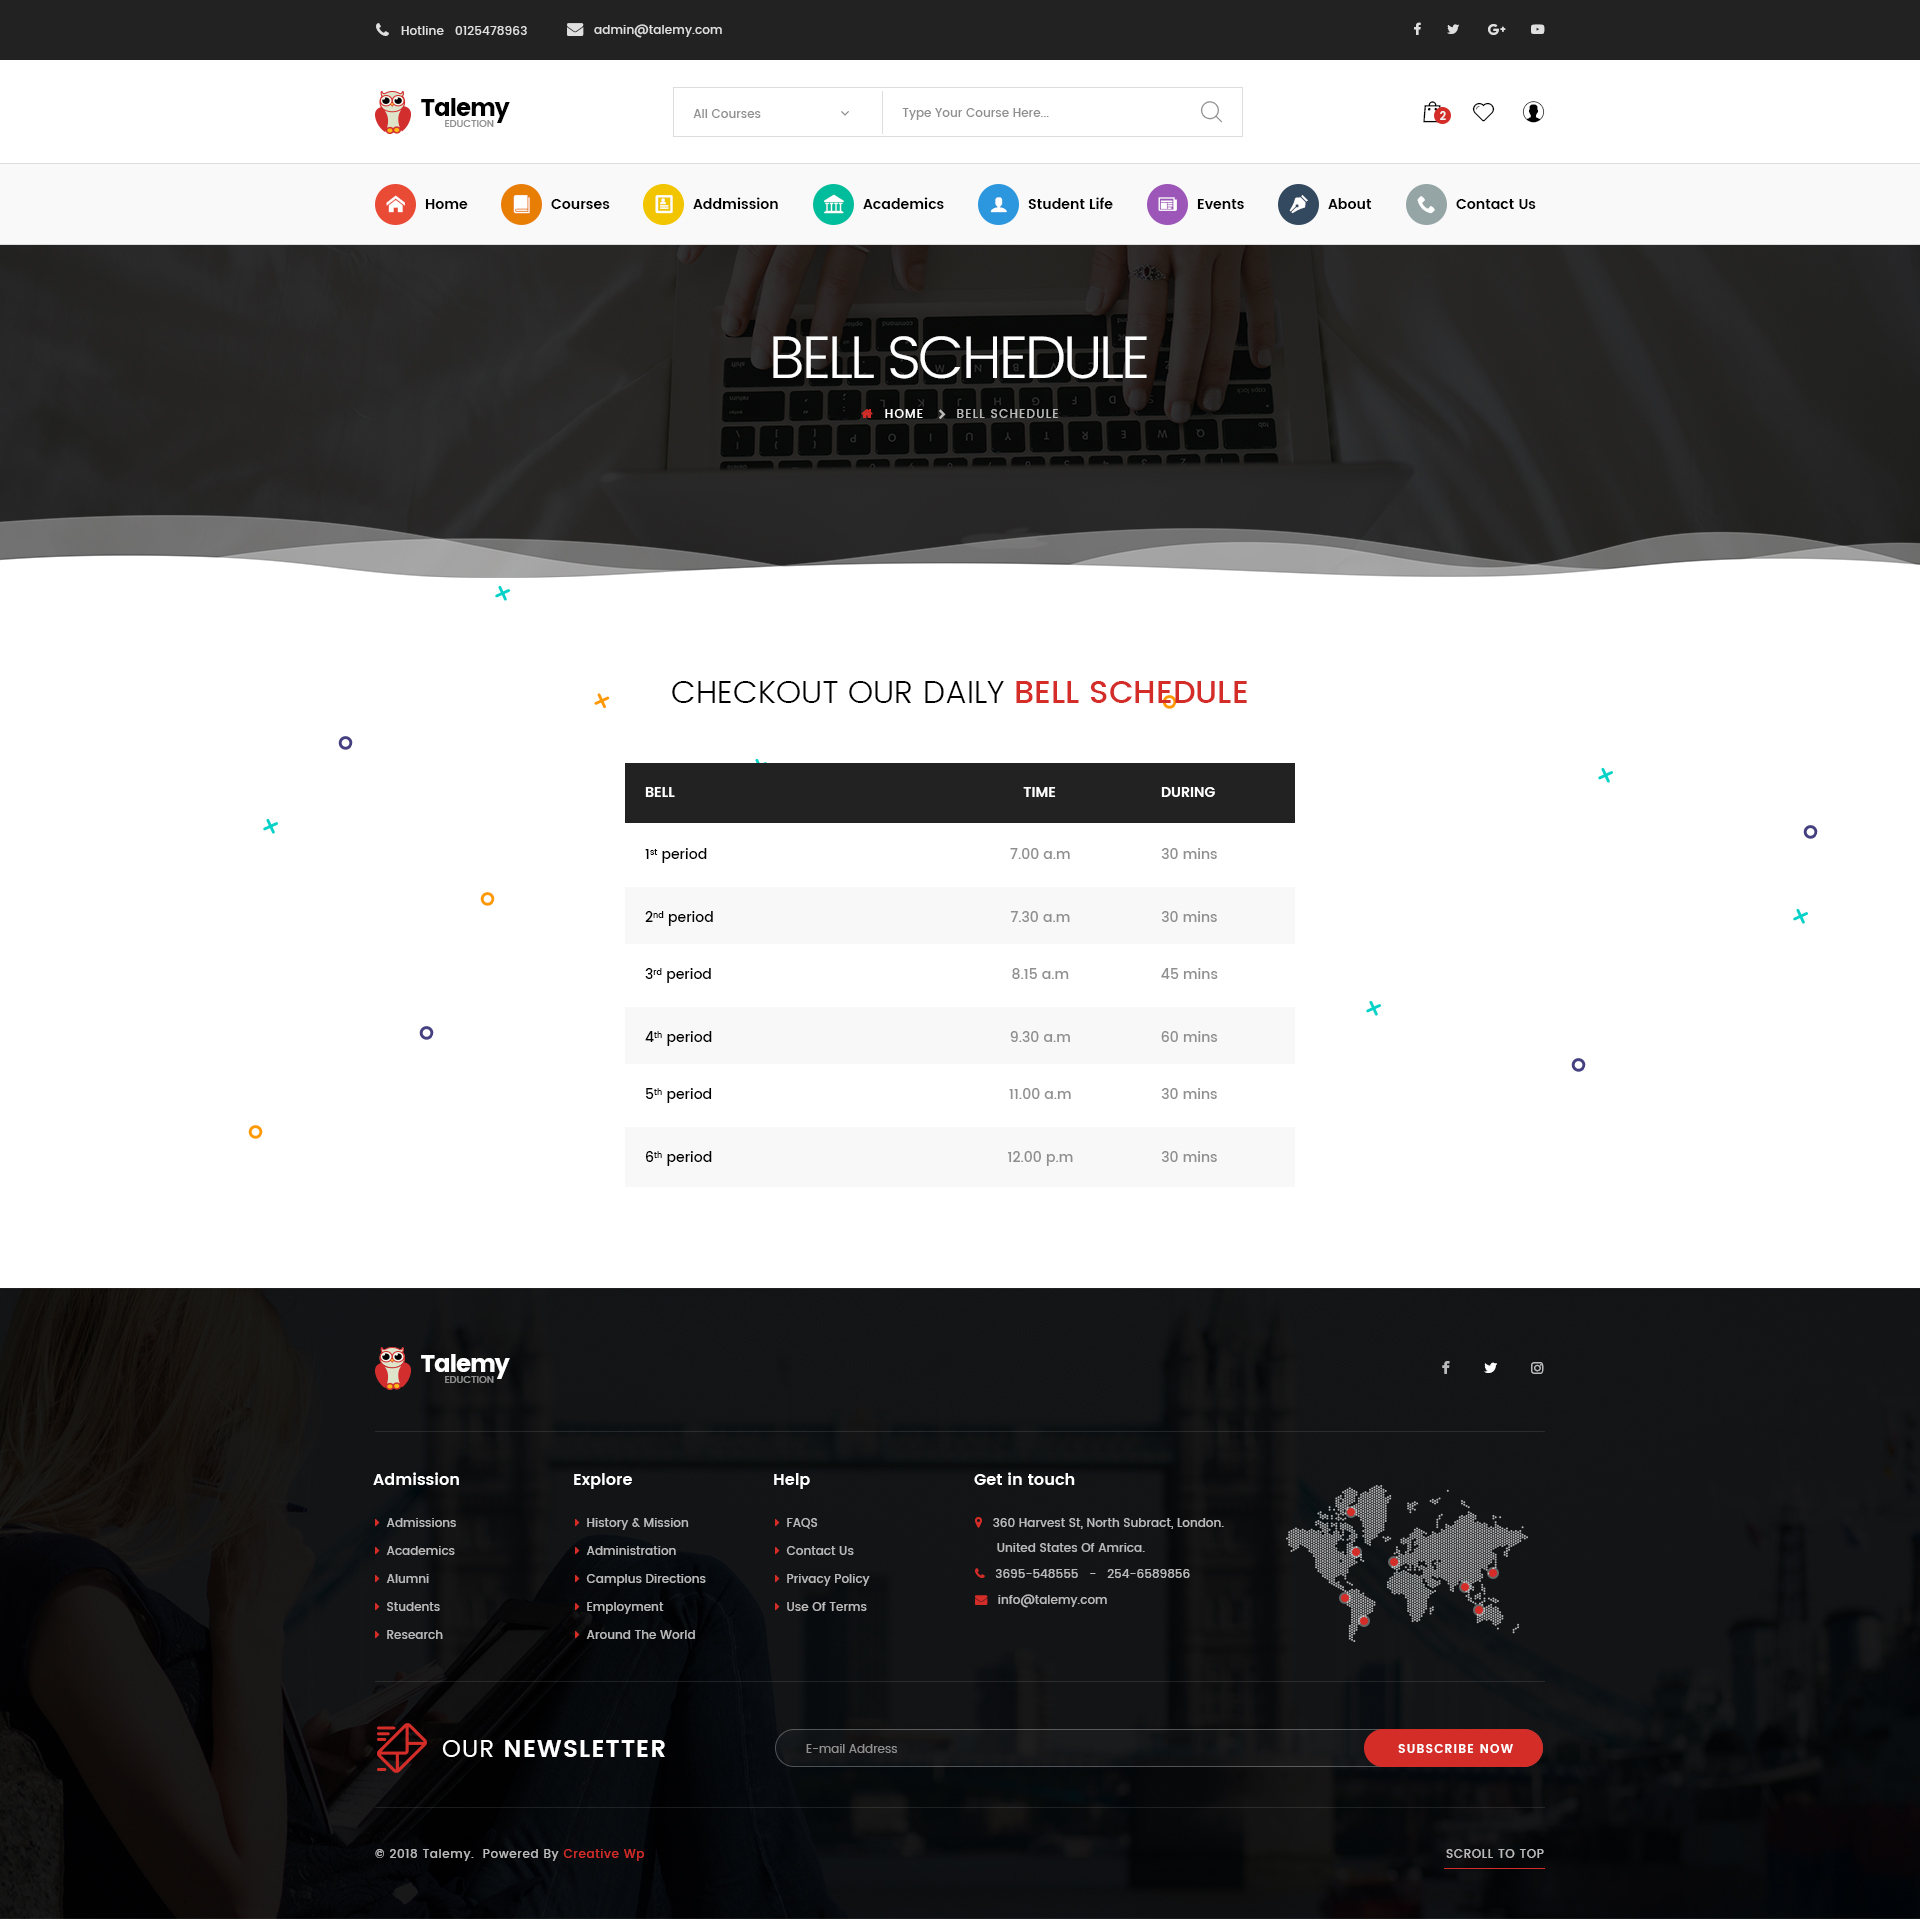 Hotline 0125478963 admin@talemy.com
Talemy
EDUCTION
All Courses Type Your Course Here...
2
Home Courses Addmission Academics Student Life Events About Contact Us
BELL SCHEDULE
HOME BELL SCHEDULE
CHECKOUT OUR DAILY BELL SCHEDULE
BELL TIME DURING
1st period 7.00 a.m 30 mins
2nd period 7.30 a.m 30 mins
3rd period 8.15 a.m 45 mins
4th period 9.30 a.m 60 mins
5th period 11.00 a.m 30 mins
6th period 12.00 p.m 30 mins
Talemy
EDUCTION
Admission
Admissions
Academics
Alumni
Students
Research
Explore
History & Mission
Administration
Camplus Directions
Employment
Around The World
Help
FAQS
Contact Us
Privacy Policy
Use Of Terms
Get in touch
360 Harvest St, North Subract, London.
United States Of Amrica.
3695-548555 - 254-6589856
info@talemy.com
OUR NEWSLETTER
E-mail Address SUBSCRIBE NOW
© 2018 Talemy. Powered By Creative Wp
SCROLL TO TOP